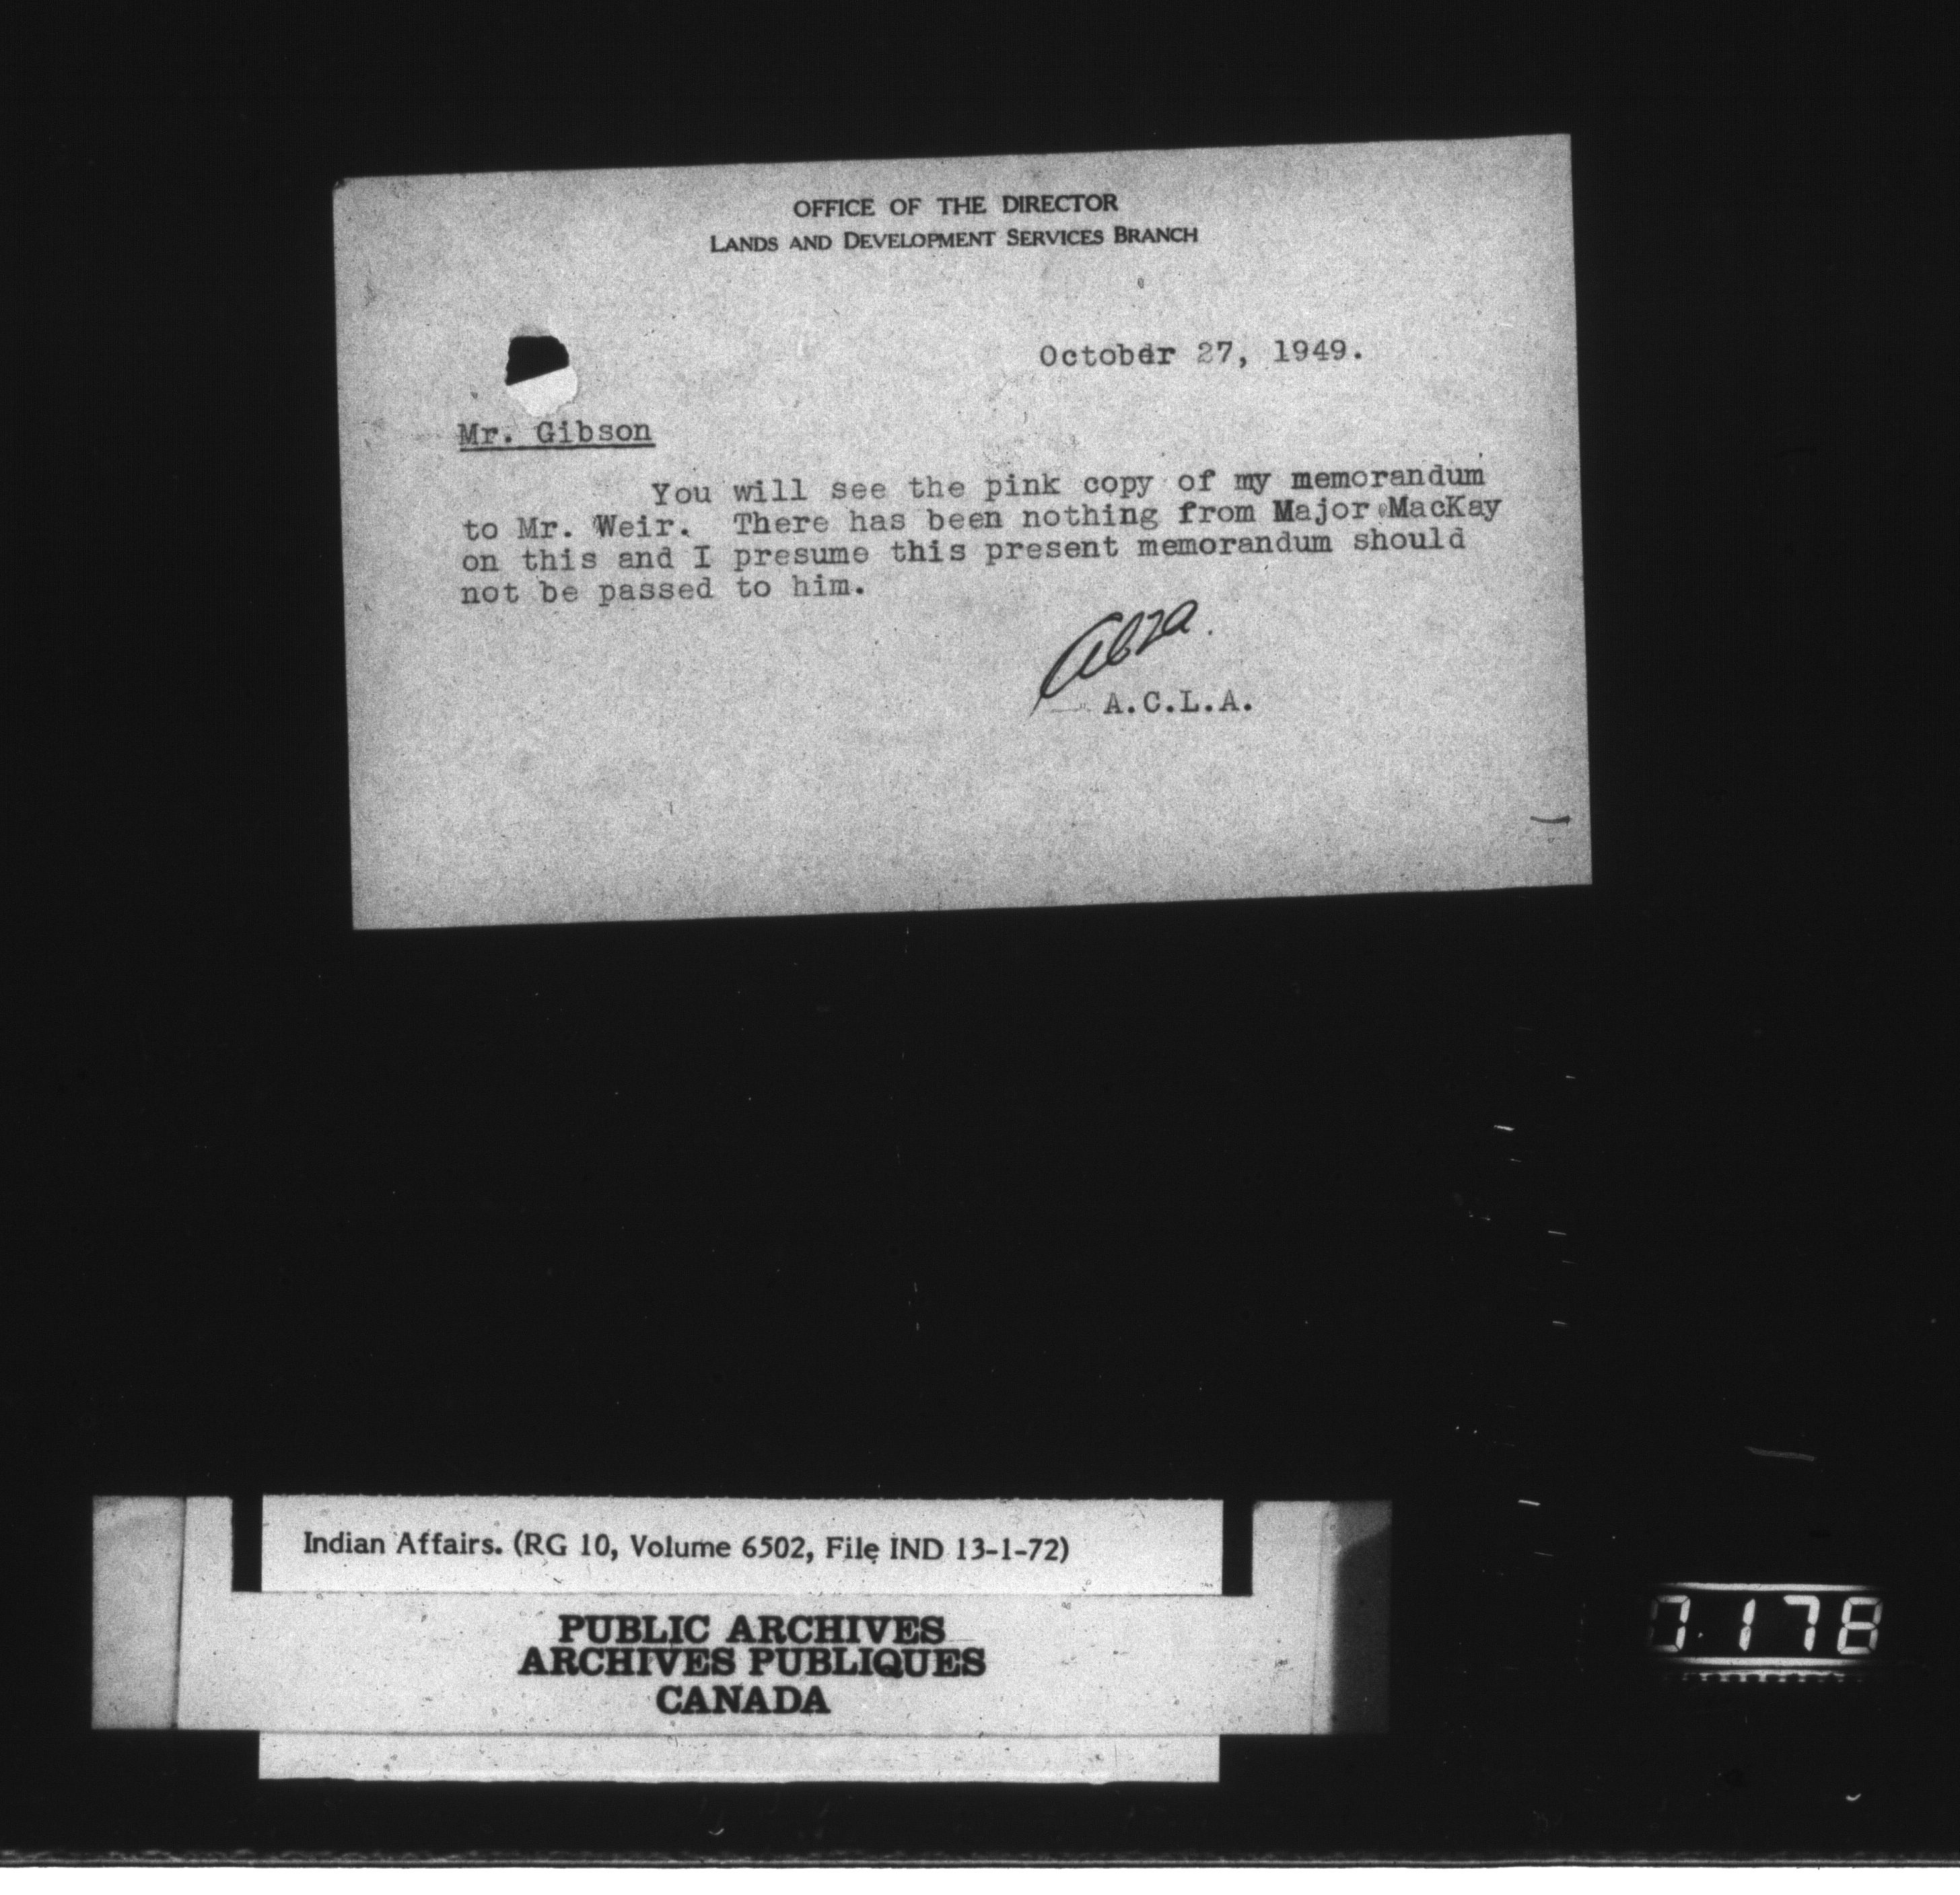 OFFICE OF THE DIRECTOR
LANDS AND DEVELOPMENT SERVICES BRANCH
October 27, 1949.
Mr. Gibson
You will see the pink copy of my memorandum
to Mr. Weir. There has been nothing from Major MacKay
on this and I presume this present memorandum should
not be passed to him.
A.C.L.A.
Indian Affairs. (RG 10, Volume 6502, File IND 13-1-72)
PUBLIC ARCHIVES
ARCHIVES PUBLIQUES
CANADA
178